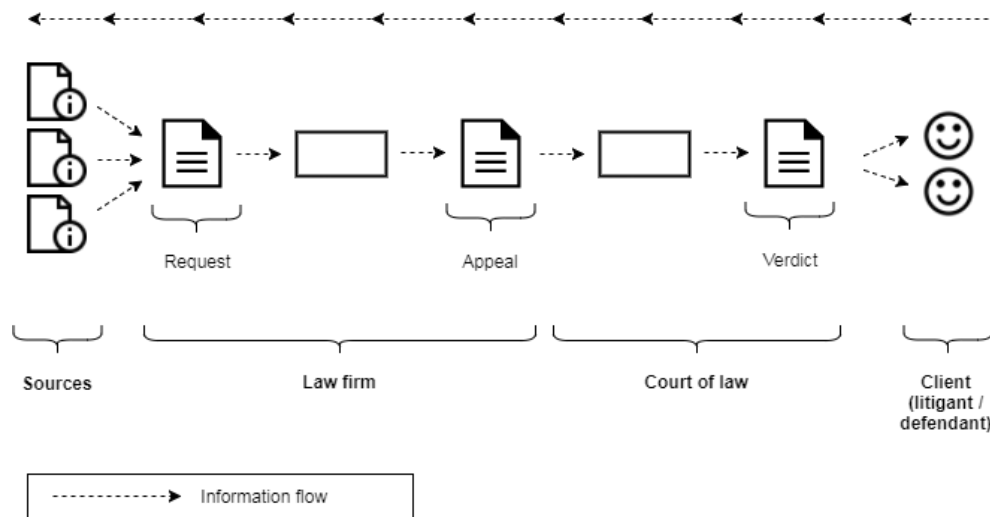 Request
Appeal
Verdict
Sources
Law firm
Court of law
Client
(litigant /
defendant)
Information flow